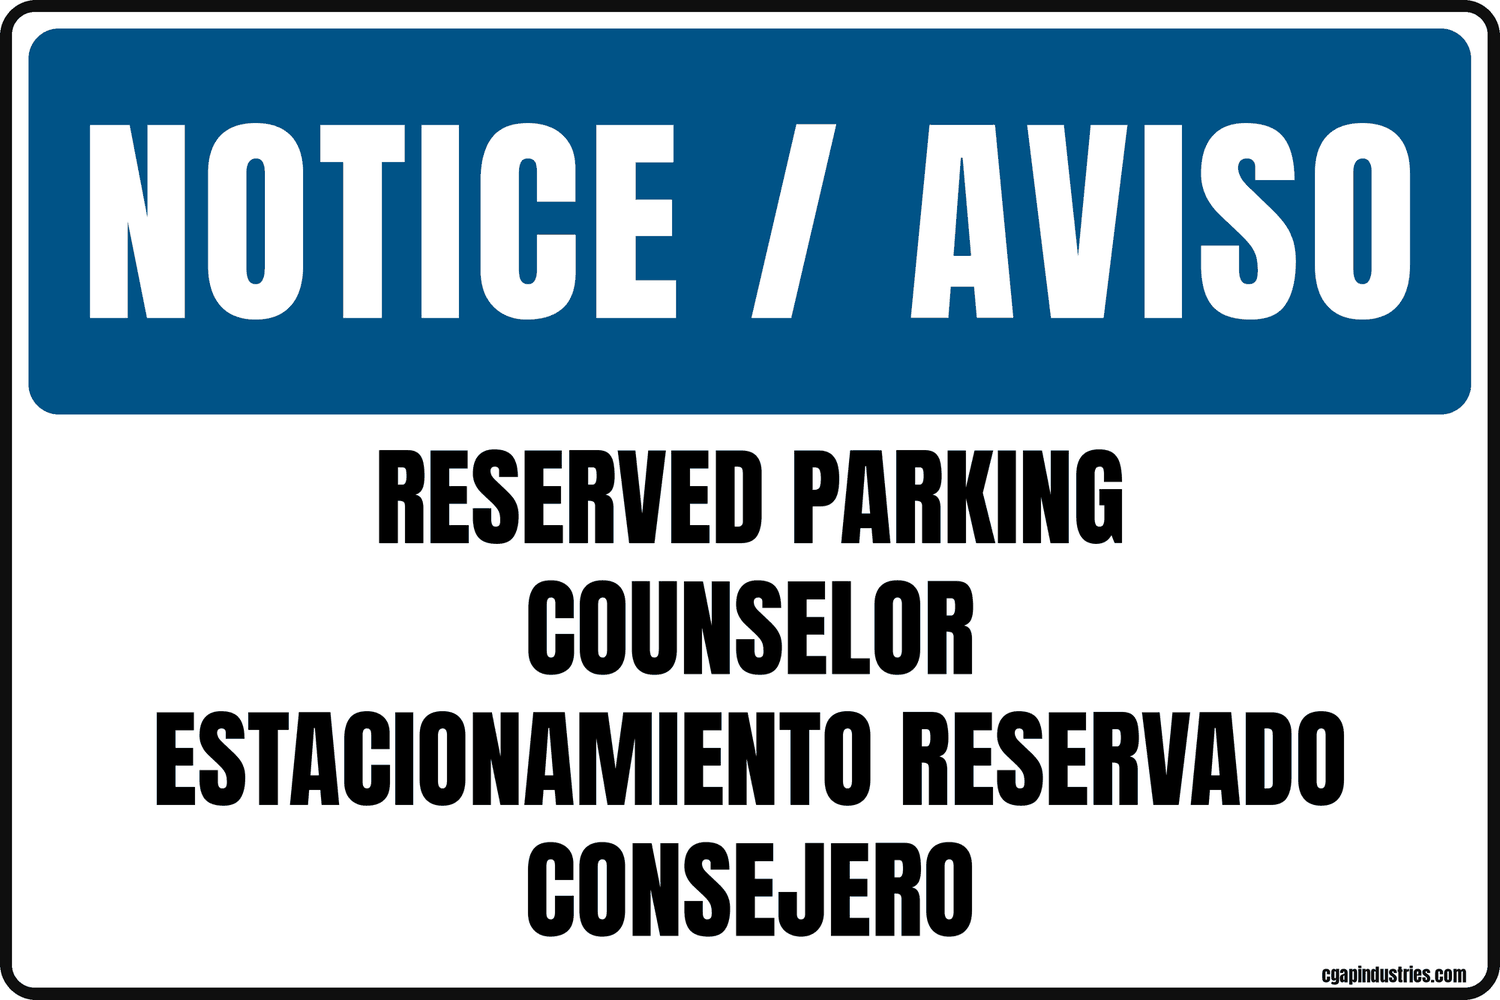 NOTICE / AVISO
RESERVED PARKING
COUNSELOR
ESTACIONAMIENTO RESERVADO
CONSEJERO
cgapindustries.com